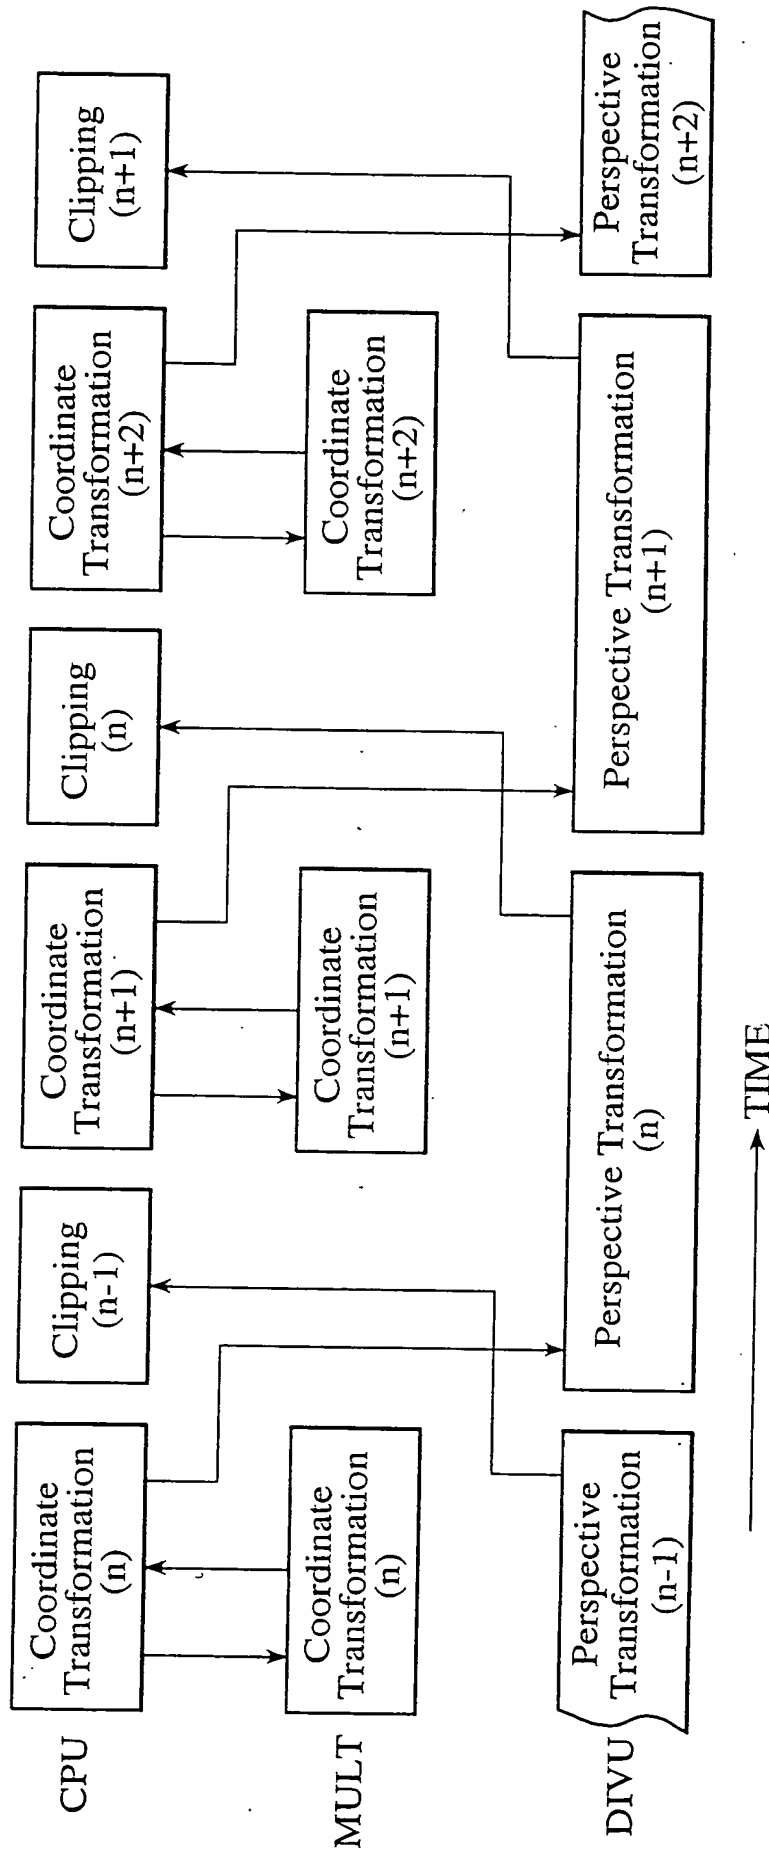 CPU
Coordinate
Transformation
(n)
Clipping
(n-1)
Coordinate
Transformation
(n+1)
Clipping
(n)
Coordinate
Transformation
(n+2)
Clipping
(n+1)
MULT
Coordinate
Transformation
(n)
Coordinate
Transformation
(n+1)
Coordinate
Transformation
(n+2)
DIVU
Perspective
Transformation
(n-1)
Perspective Transformation
(n)
Perspective Transformation
(n+1)
Perspective
Transformation
(n+2)
TIME